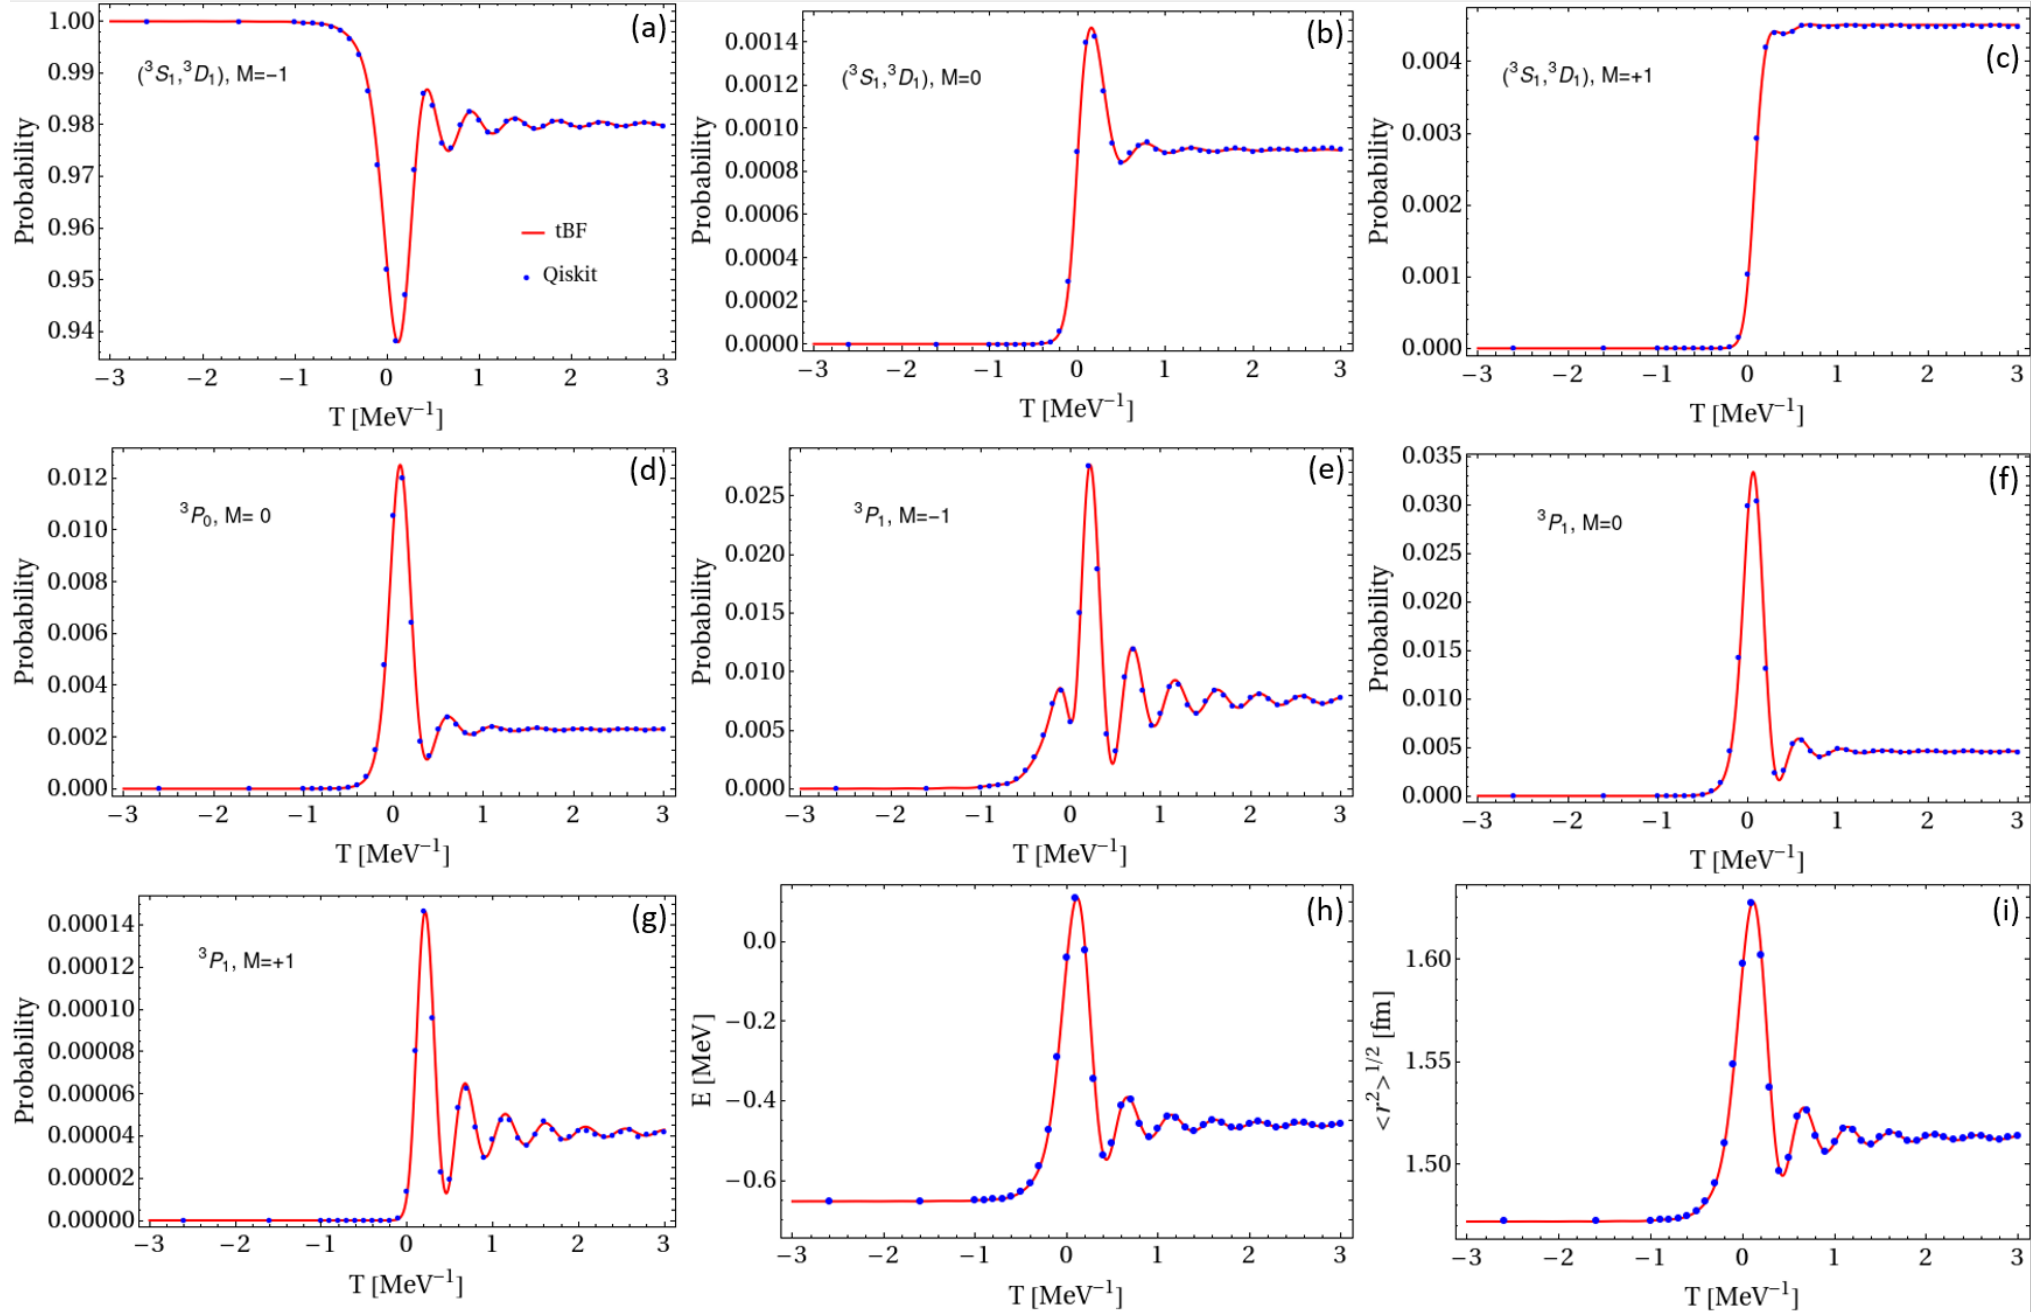 (a)
1.00
0.99
0.98
0.97
0.96
0.95
0.94
Probability
(³S₁,³D₁), M=−1
tBF
Qiskit
−3 −2 −1 0 1 2 3
T [MeV⁻¹]
(b)
0.0014
0.0012
0.0010
0.0008
0.0006
0.0004
0.0002
0.0000
Probability
(³S₁,³D₁), M=0
−3 −2 −1 0 1 2 3
T [MeV⁻¹]
(c)
0.004
0.003
0.002
0.001
0.000
Probability
(³S₁,³D₁), M=+1
−3 −2 −1 0 1 2 3
T [MeV⁻¹]
(d)
0.012
0.010
0.008
0.006
0.004
0.002
0.000
Probability
³P₀, M= 0
−3 −2 −1 0 1 2 3
T [MeV⁻¹]
(e)
0.025
0.020
0.015
0.010
0.005
0.000
Probability
³P₁, M=−1
−3 −2 −1 0 1 2 3
T [MeV⁻¹]
(f)
0.035
0.030
0.025
0.020
0.015
0.010
0.005
0.000
Probability
³P₁, M=0
−3 −2 −1 0 1 2 3
T [MeV⁻¹]
(g)
0.00014
0.00012
0.00010
0.00008
0.00006
0.00004
0.00002
0.00000
Probability
³P₁, M=+1
−3 −2 −1 0 1 2 3
T [MeV⁻¹]
(h)
0.0
−0.2
−0.4
−0.6
E [MeV]
−3 −2 −1 0 1 2 3
T [MeV⁻¹]
(i)
1.60
1.55
1.50
<r²>^1/2 [fm]
−3 −2 −1 0 1 2 3
T [MeV⁻¹]